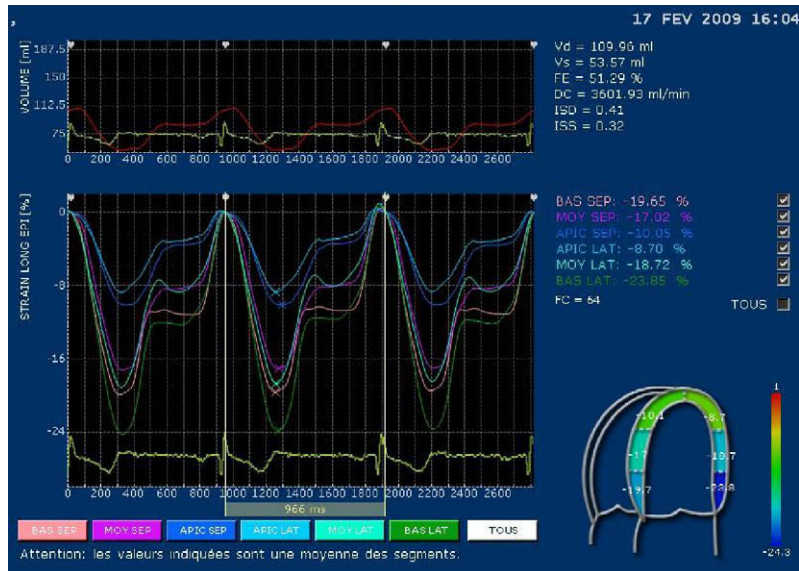 ,
17 FEV 2009 16:04
VOLUME [ml]
187.5
150
112.5
75
0 200 400 600 800 1000 1200 1400 1600 1800 2000 2200 2400 2600
Vd = 109.96 ml
Vs = 53.57 ml
FE = 51.29 %
DC = 3601.93 ml/min
ISD = 0.41
ISS = 0.32
STRAIN LONG EPI [%]
0
-8
-16
-24
0 200 400 600 800 1000 1200 1400 1600 1800 2000 2200 2400 2600
966 ms
BAS SEP: -19.65 %
MOY SEP: -17.02 %
APIC SEP: -10.05 %
APIC LAT: -8.70 %
MOY LAT: -18.72 %
BAS LAT: -23.85 %
FC = 64
TOUS
1
-10.1 -8.7
-17 -18.7
-19.7 -23.8
-24.3
BAS SEP MOY SEP APIC SEP APIC LAT MOY LAT BAS LAT TOUS
Attention: les valeurs indiquées sont une moyenne des segments.